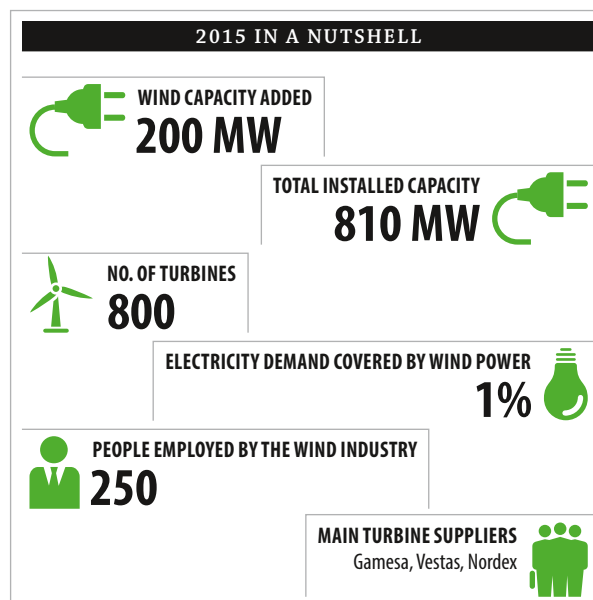 2015 IN A NUTSHELL
WIND CAPACITY ADDED
200 MW
TOTAL INSTALLED CAPACITY
810 MW
NO. OF TURBINES
800
ELECTRICITY DEMAND COVERED BY WIND POWER
1%
PEOPLE EMPLOYED BY THE WIND INDUSTRY
250
MAIN TURBINE SUPPLIERS
Gamesa, Vestas, Nordex